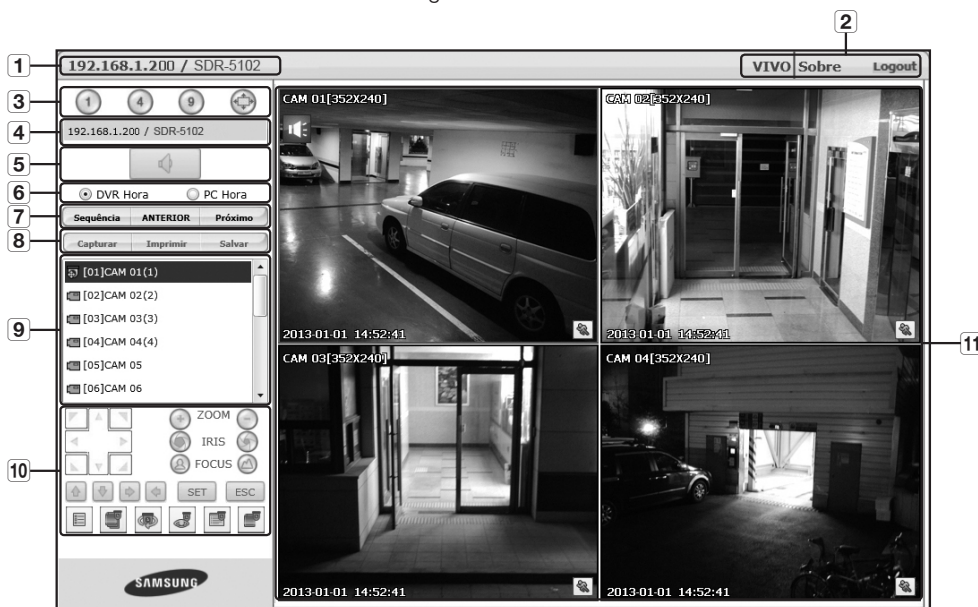 2
1
192.168.1.200 / SDR-5102
VIVO Sobre Logout
3
1 4 9
4
192.168.1.200 / SDR-5102
5
6
DVR Hora PC Hora
7
Sequência ANTERIOR Próximo
8
Capturar Imprimir Salvar
9
[01]CAM 01(1)
[02]CAM 02(2)
[03]CAM 03(3)
[04]CAM 04(4)
[05]CAM 05
[06]CAM 06
10
ZOOM
IRIS
FOCUS
SET ESC
SAMSUNG
CAM 01[352X240]
2013-01-01 14:52:41
CAM 02[352X240]
2013-01-01 14:52:41
CAM 03[352X240]
2013-01-01 14:52:41
CAM 04[352X240]
2013-01-01 14:52:41
11